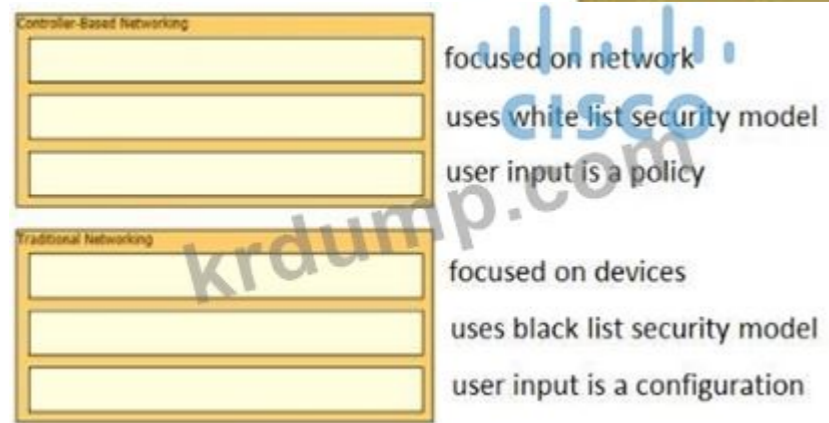 Controller-Based Networking
focused on network
CISCO
uses white list security model
user input is a policy
krdump.com
Traditional Networking
focused on devices
uses black list security model
user input is a configuration